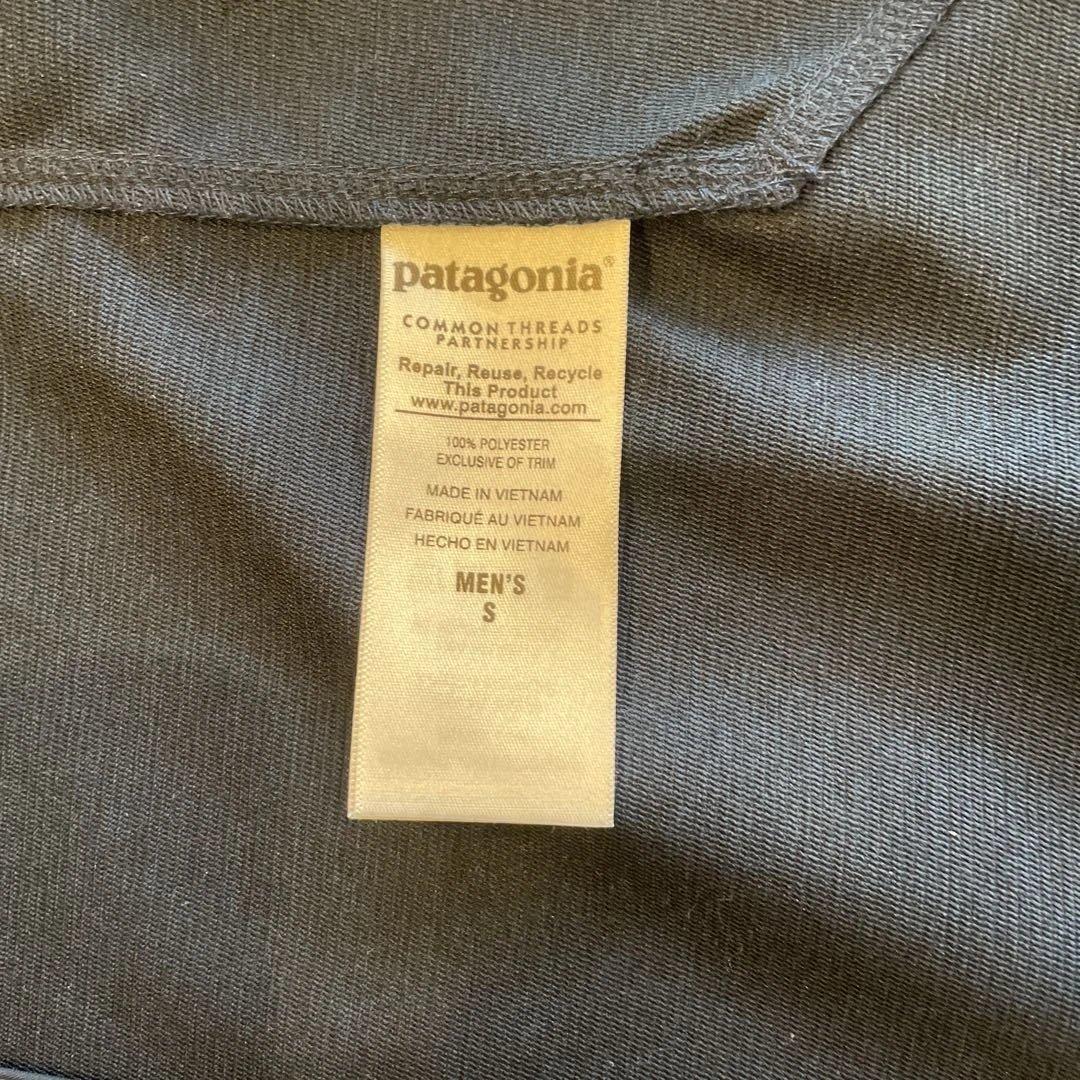 patagonia®
COMMON THREADS
PARTNERSHIP
Repair, Reuse, Recycle
This Product
www.patagonia.com
100% POLYESTER
EXCLUSIVE OF TRIM
MADE IN VIETNAM
FABRIQUÉ AU VIETNAM
HECHO EN VIETNAM
MEN'S
S